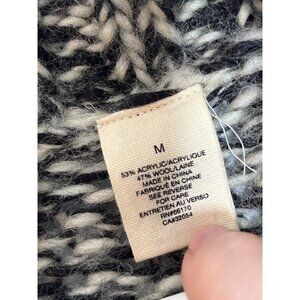 M
53% ACRYLIC/ACRYLIQUE
47% WOOL/LAINE
MADE IN CHINA
FABRIQUÉ EN CHINE
SEE REVERSE
FOR CARE
ENTRETIEN AU VERSO
RN#66170
CA#32054